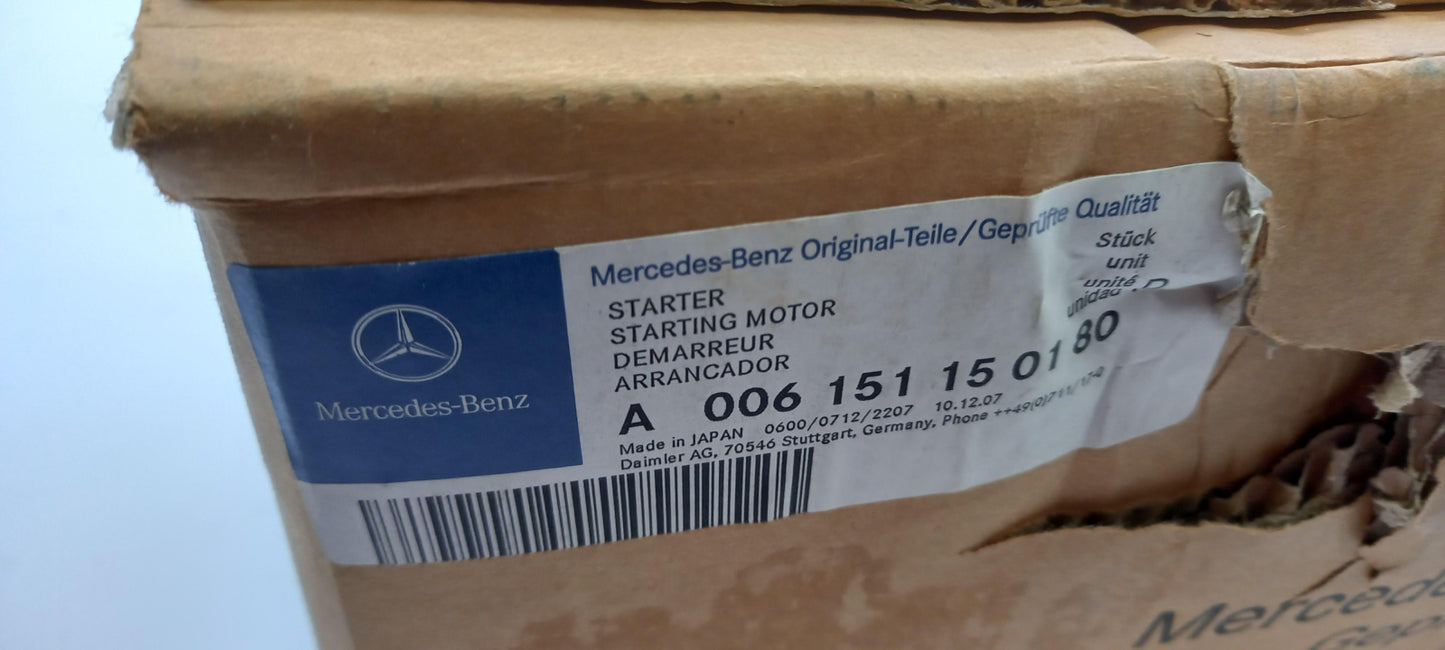 Mercedes-Benz
Mercedes-Benz Original-Teile/Geprüfte Qualität
Stück
unit
unité
unidad
STARTER
STARTING MOTOR
DEMARREUR
ARRANCADOR
A 006 151 15 01 80
Made in JAPAN 0600/0712/2207 10.12.07
Daimler AG, 70546 Stuttgart, Germany, Phone ++49(0)711/17-0